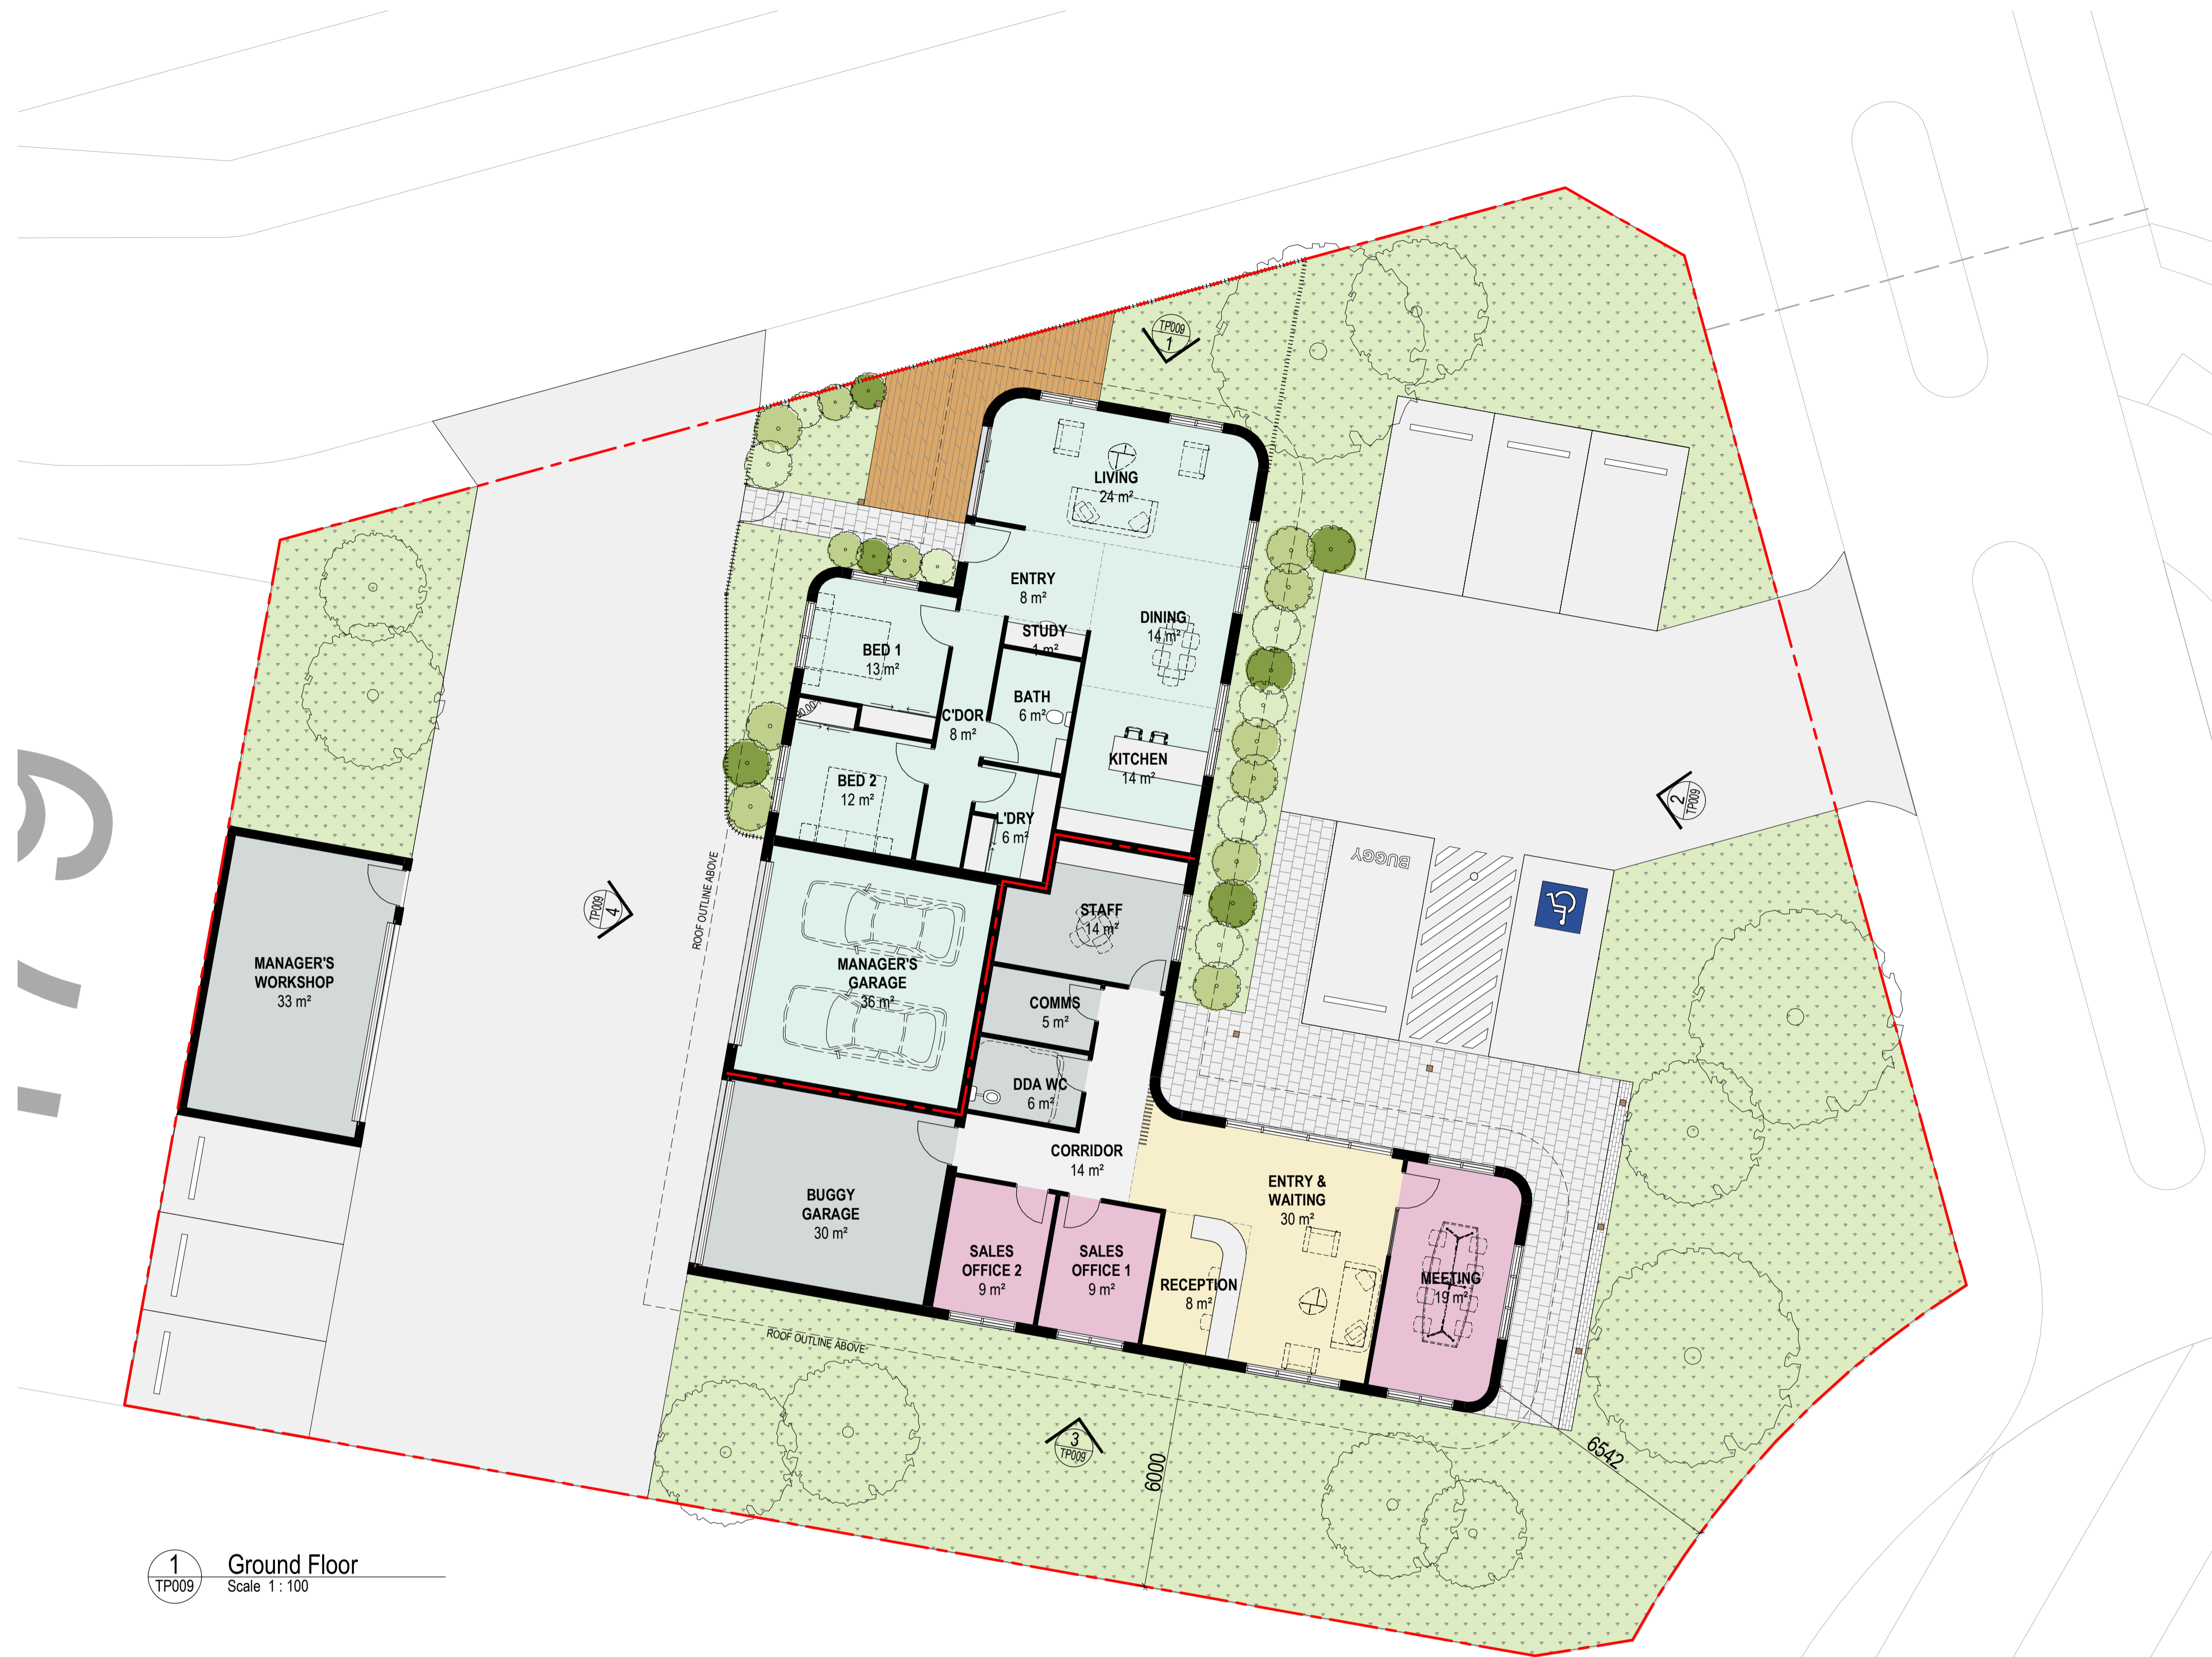 TP009
1
LIVING
24 m²
ENTRY
8 m²
DINING
14 m²
STUDY
1 m²
BED 1
13 m²
BATH
6 m²
C'DOR
8 m²
KITCHEN
14 m²
BED 2
12 m²
L'DRY
6 m²
2
TP009
BUGGY
ROOF OUTLINE ABOVE
4
TP009
STAFF
14 m²
MANAGER'S
WORKSHOP
33 m²
MANAGER'S
GARAGE
36 m²
COMMS
5 m²
DDA WC
6 m²
CORRIDOR
14 m²
ENTRY &
WAITING
30 m²
BUGGY
GARAGE
30 m²
SALES
OFFICE 2
9 m²
SALES
OFFICE 1
9 m²
RECEPTION
8 m²
MEETING
19 m²
ROOF OUTLINE ABOVE
3
TP009
6000
6542
1
TP009
Ground Floor
Scale 1 : 100